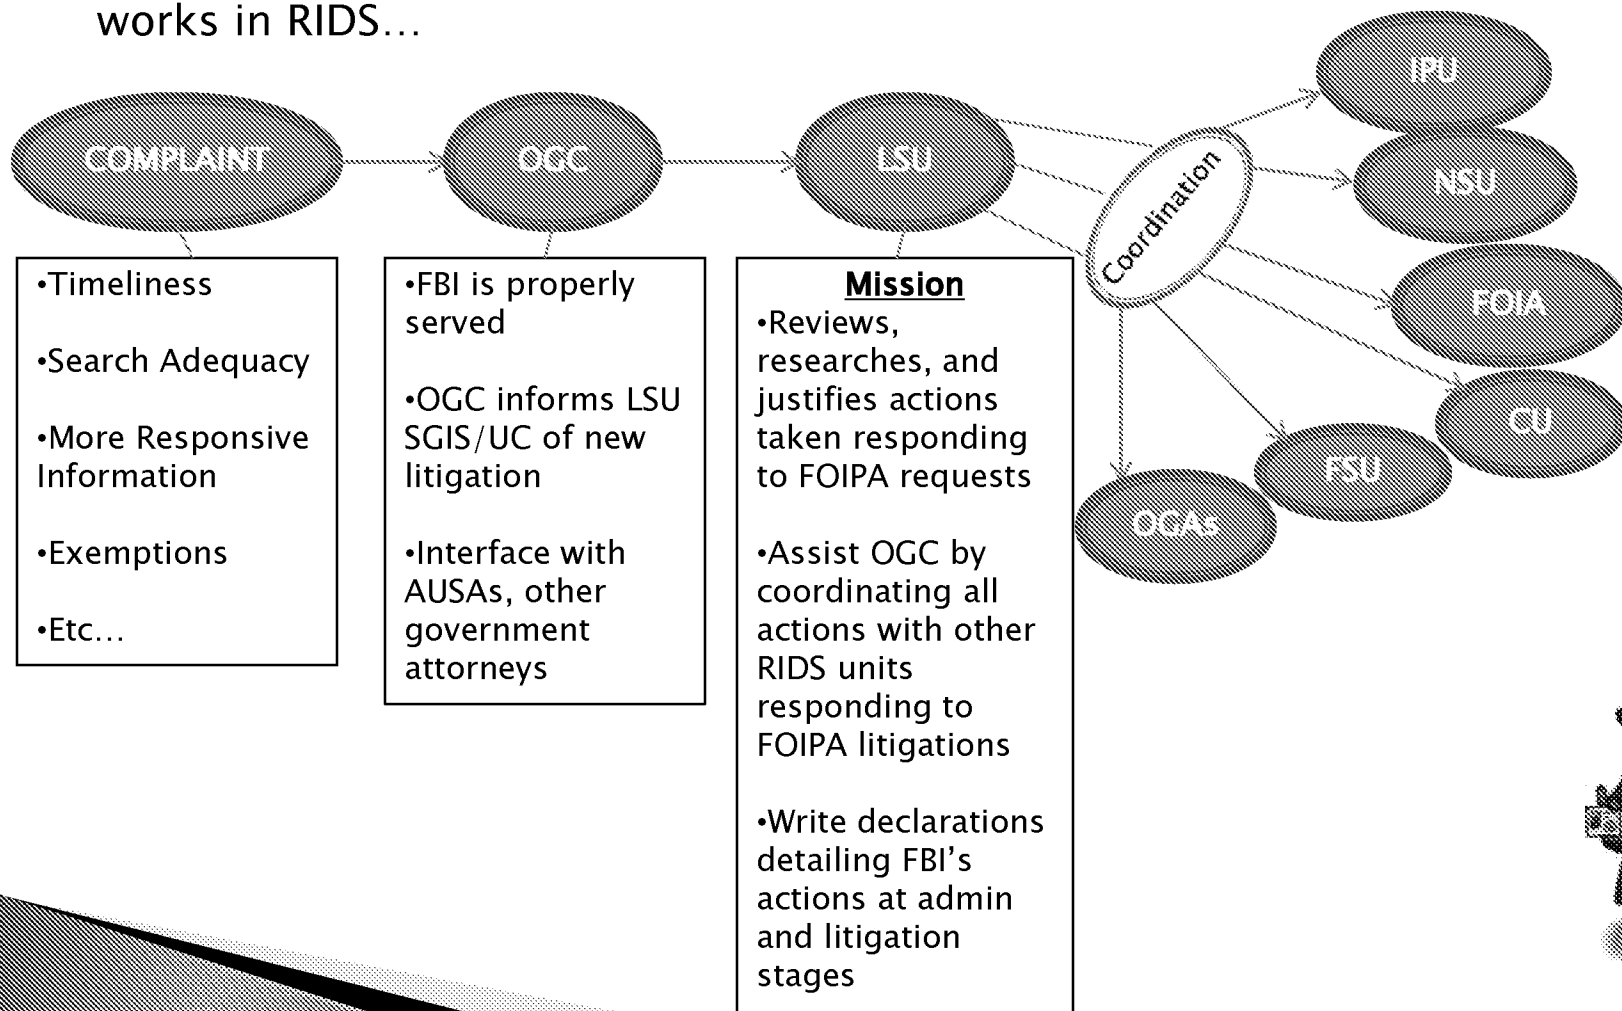 works in RIDS…
COMPLAINT
OGC
LSU
Coordination
IPU
NSU
FOIA
CU
FSU
OGAs
•Timeliness
•Search Adequacy
•More Responsive
Information
•Exemptions
•Etc…
•FBI is properly
served
•OGC informs LSU
SGIS/UC of new
litigation
•Interface with
AUSAs, other
government
attorneys
Mission
•Reviews,
researches, and
justifies actions
taken responding
to FOIPA requests
•Assist OGC by
coordinating all
actions with other
RIDS units
responding to
FOIPA litigations
•Write declarations
detailing FBI's
actions at admin
and litigation
stages